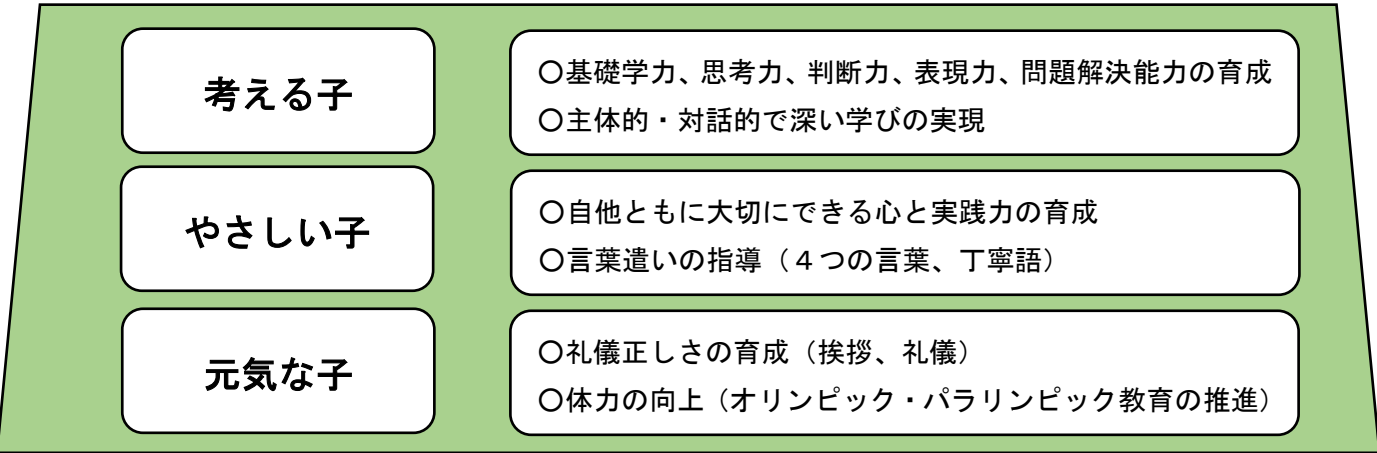 考える子
〇基礎学力、思考力、判断力、表現力、問題解決能力の育成
〇主体的・対話的で深い学びの実現
やさしい子
〇自他ともに大切にできる心と実践力の育成
〇言葉遣いの指導（４つの言葉、丁寧語）
元気な子
〇礼儀正しさの育成（挨拶、礼儀）
〇体力の向上（オリンピック・パラリンピック教育の推進）